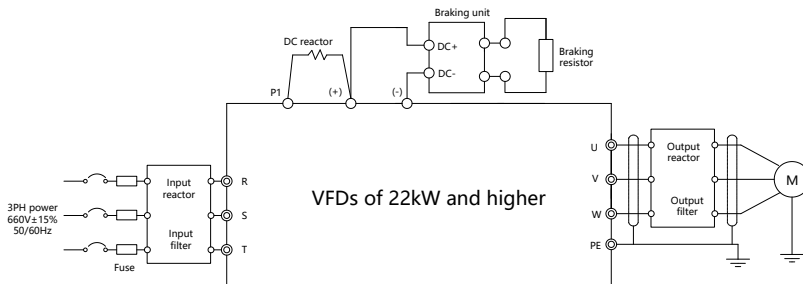 Braking unit
DC reactor
DC+
DC-
Braking
resistor
P1
(+)
(-)
3PH power
660V±15%
50/60Hz
Fuse
Input
reactor
Input
filter
R
S
T
VFDs of 22kW and higher
U
V
W
PE
Output
reactor
Output
filter
M